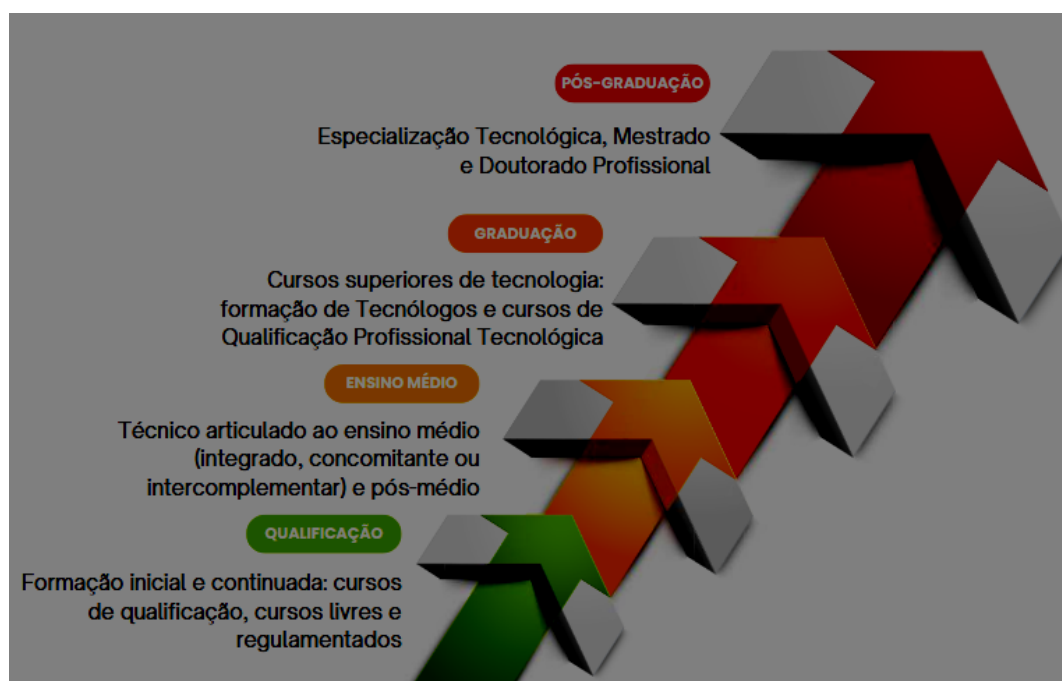 PÓS-GRADUAÇÃO
Especialização Tecnológica, Mestrado
e Doutorado Profissional
GRADUAÇÃO
Cursos superiores de tecnologia:
formação de Tecnólogos e cursos de
Qualificação Profissional Tecnológica
ENSINO MÉDIO
Técnico articulado ao ensino médio
(integrado, concomitante ou
intercomplementar) e pós-médio
QUALIFICAÇÃO
Formação inicial e continuada: cursos
de qualificação, cursos livres e
regulamentados